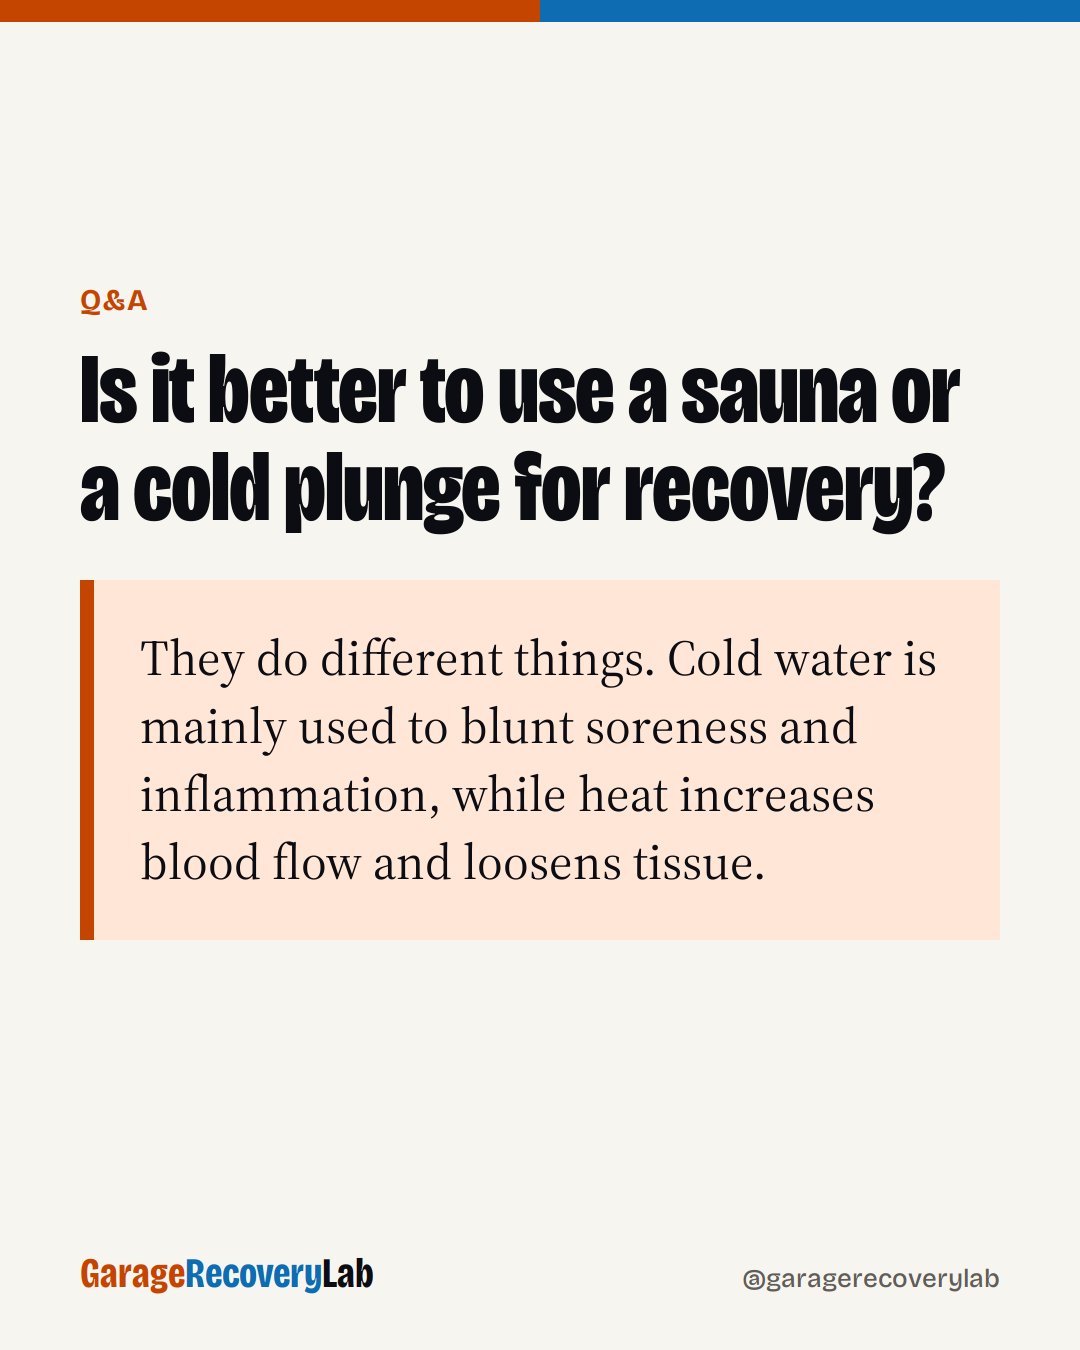 Q&A
Is it better to use a sauna or
a cold plunge for recovery?
They do different things. Cold water is
mainly used to blunt soreness and
inflammation, while heat increases
blood flow and loosens tissue.
GarageRecoveryLab
@garagerecoverylab